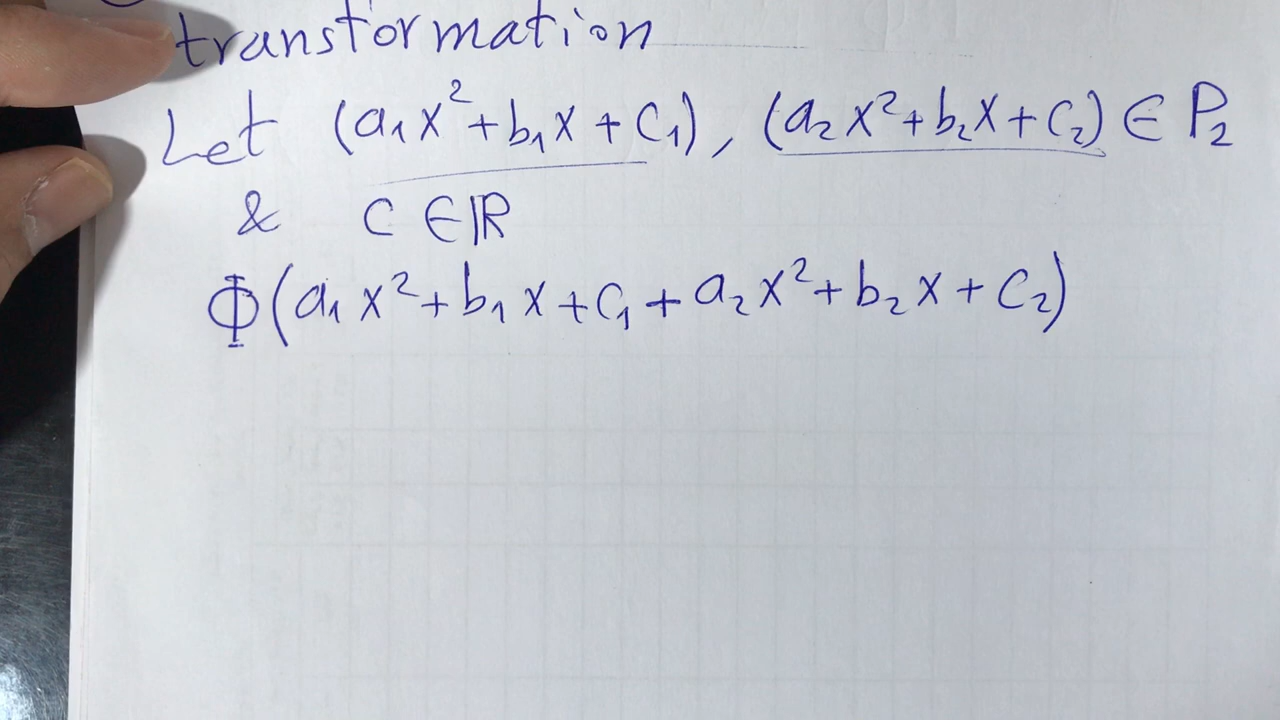 transformation
Let (a₁x²+b₁x+C₁), (a₂x²+b₂x+C₂) ∈ P₂
& C ∈ ℝ
Φ(a₁x²+b₁x+C₁+a₂x²+b₂x+C₂)